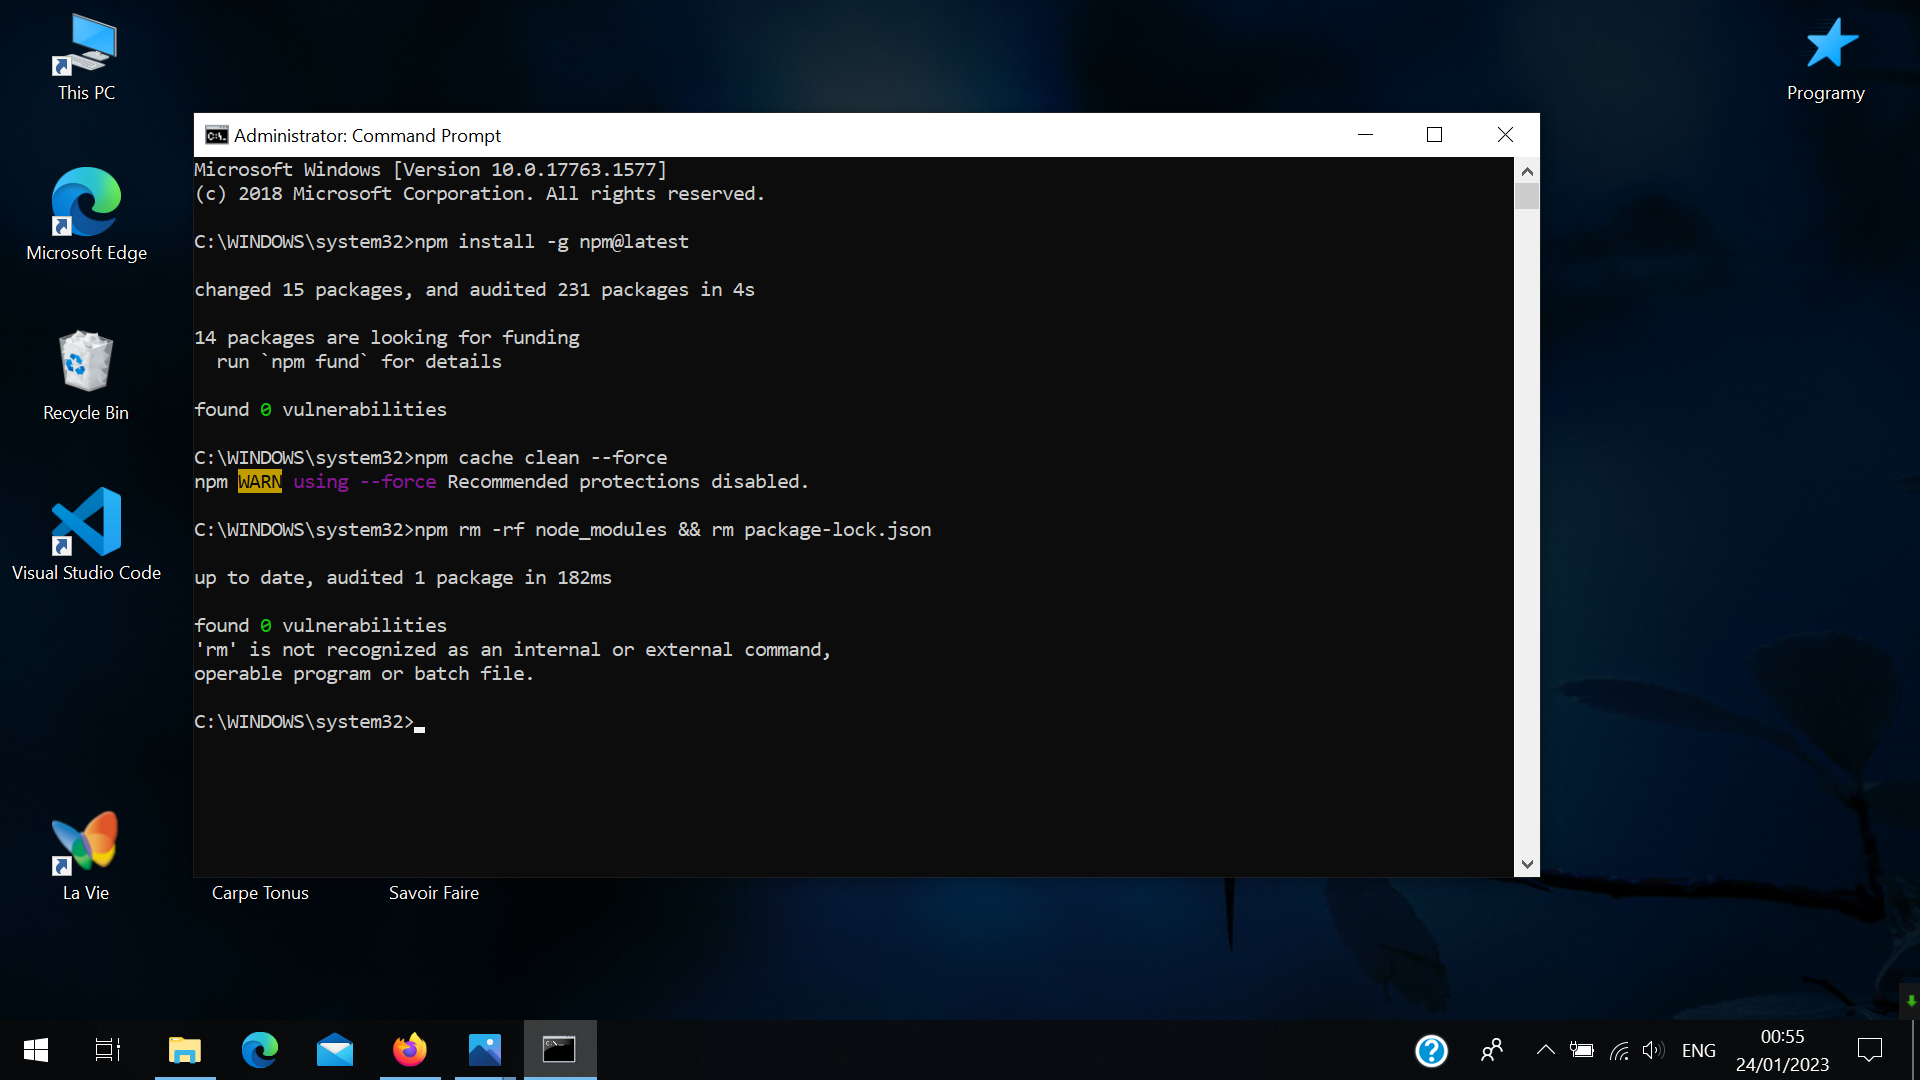 This PC
Programy
Administrator: Command Prompt
Microsoft Windows [Version 10.0.17763.1577]
(c) 2018 Microsoft Corporation. All rights reserved.
C:\WINDOWS\system32>npm install -g npm@latest
Microsoft Edge
changed 15 packages, and audited 231 packages in 4s
14 packages are looking for funding
run `npm fund` for details
Recycle Bin
found 0 vulnerabilities
C:\WINDOWS\system32>npm cache clean --force
npm WARN using --force Recommended protections disabled.
C:\WINDOWS\system32>npm rm -rf node_modules && rm package-lock.json
Visual Studio Code
up to date, audited 1 package in 182ms
found 0 vulnerabilities
'rm' is not recognized as an internal or external command,
operable program or batch file.
C:\WINDOWS\system32>
La Vie
Carpe Tonus
Savoir Faire
ENG
00:55
24/01/2023